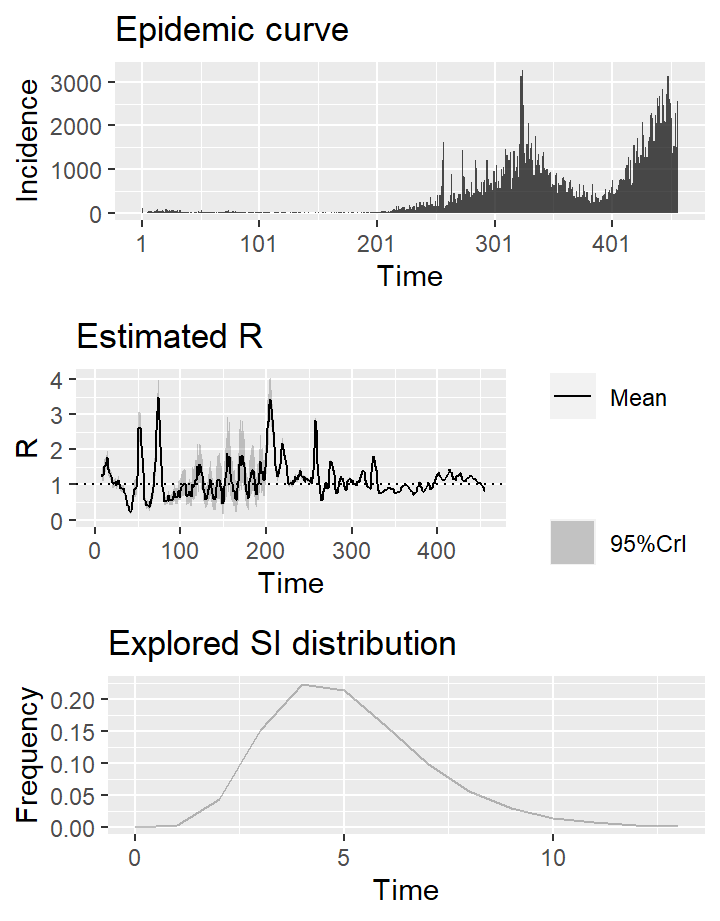 Epidemic curve
Incidence
3000
2000
1000
0
1 101 201 301 401
Time
Estimated R
R
4
3
2
1
0
0 100 200 300 400
Time
Mean
95%CrI
Explored SI distribution
Frequency
0.20
0.15
0.10
0.05
0.00
0 5 10
Time